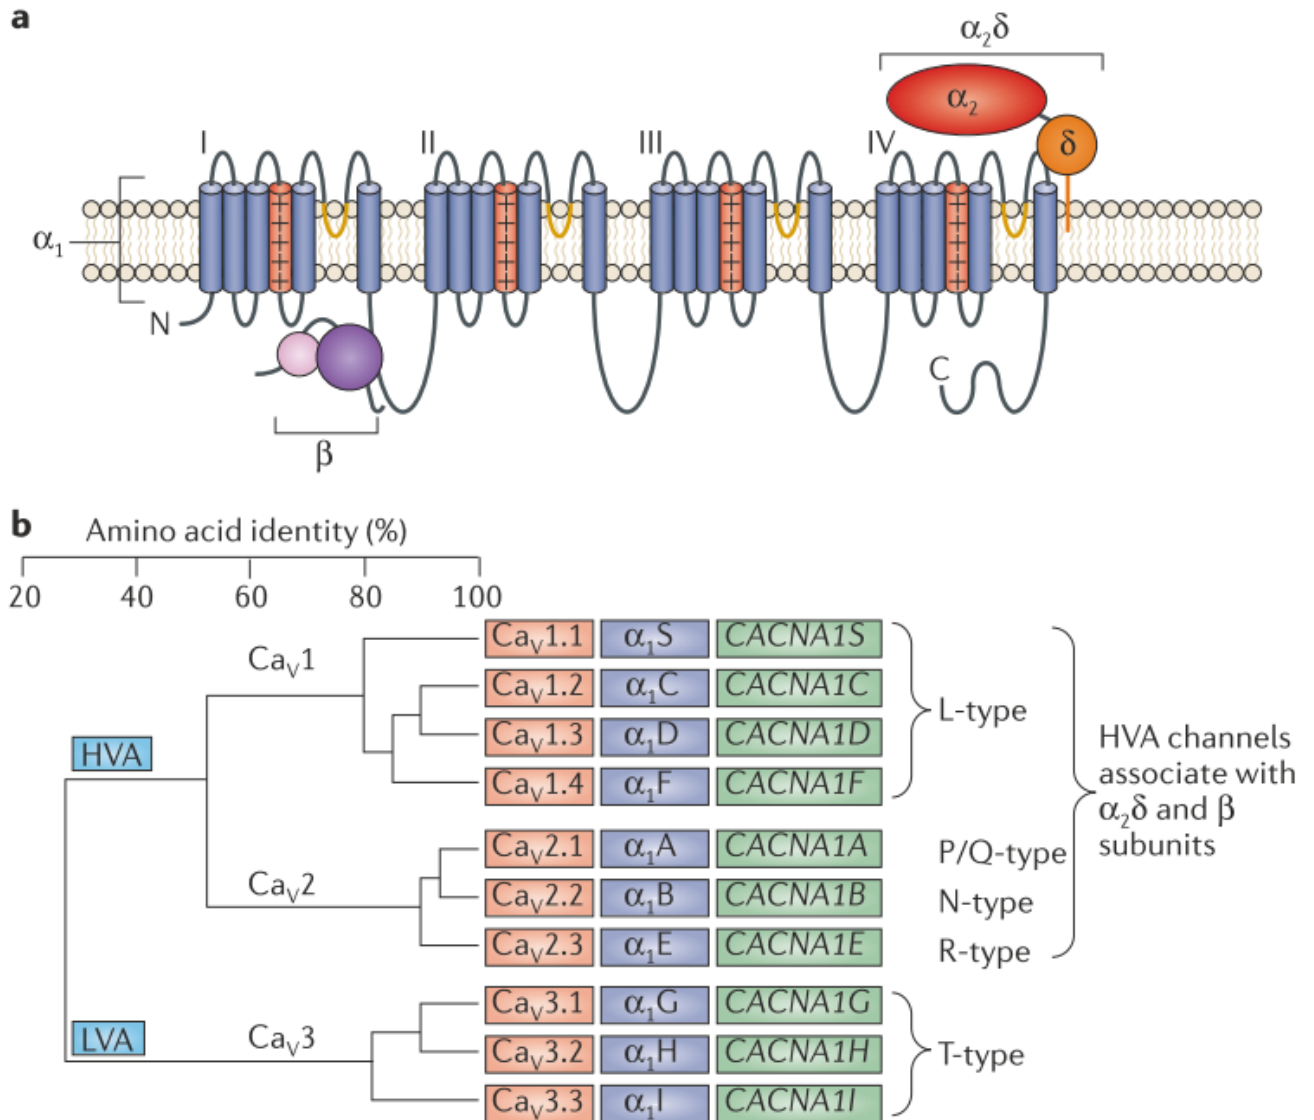 a
α₂δ
α₂
δ
I II III IV
α₁
N
C
β
b
Amino acid identity (%)
20 40 60 80 100
Caᵥ1
Caᵥ1.1 α₁S CACNA1S
Caᵥ1.2 α₁C CACNA1C
Caᵥ1.3 α₁D CACNA1D
Caᵥ1.4 α₁F CACNA1F
L-type
HVA
Caᵥ2
Caᵥ2.1 α₁A CACNA1A P/Q-type
Caᵥ2.2 α₁B CACNA1B N-type
Caᵥ2.3 α₁E CACNA1E R-type
HVA channels
associate with
α₂δ and β
subunits
LVA
Caᵥ3
Caᵥ3.1 α₁G CACNA1G
Caᵥ3.2 α₁H CACNA1H
Caᵥ3.3 α₁I CACNA1I
T-type